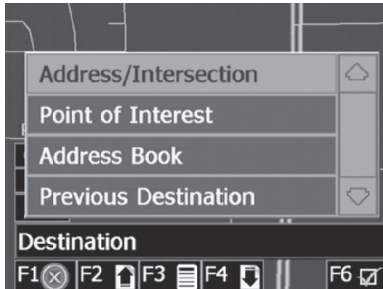 Address/Intersection
Point of Interest
Address Book
Previous Destination
Destination
F1 F2 F3 F4 F6